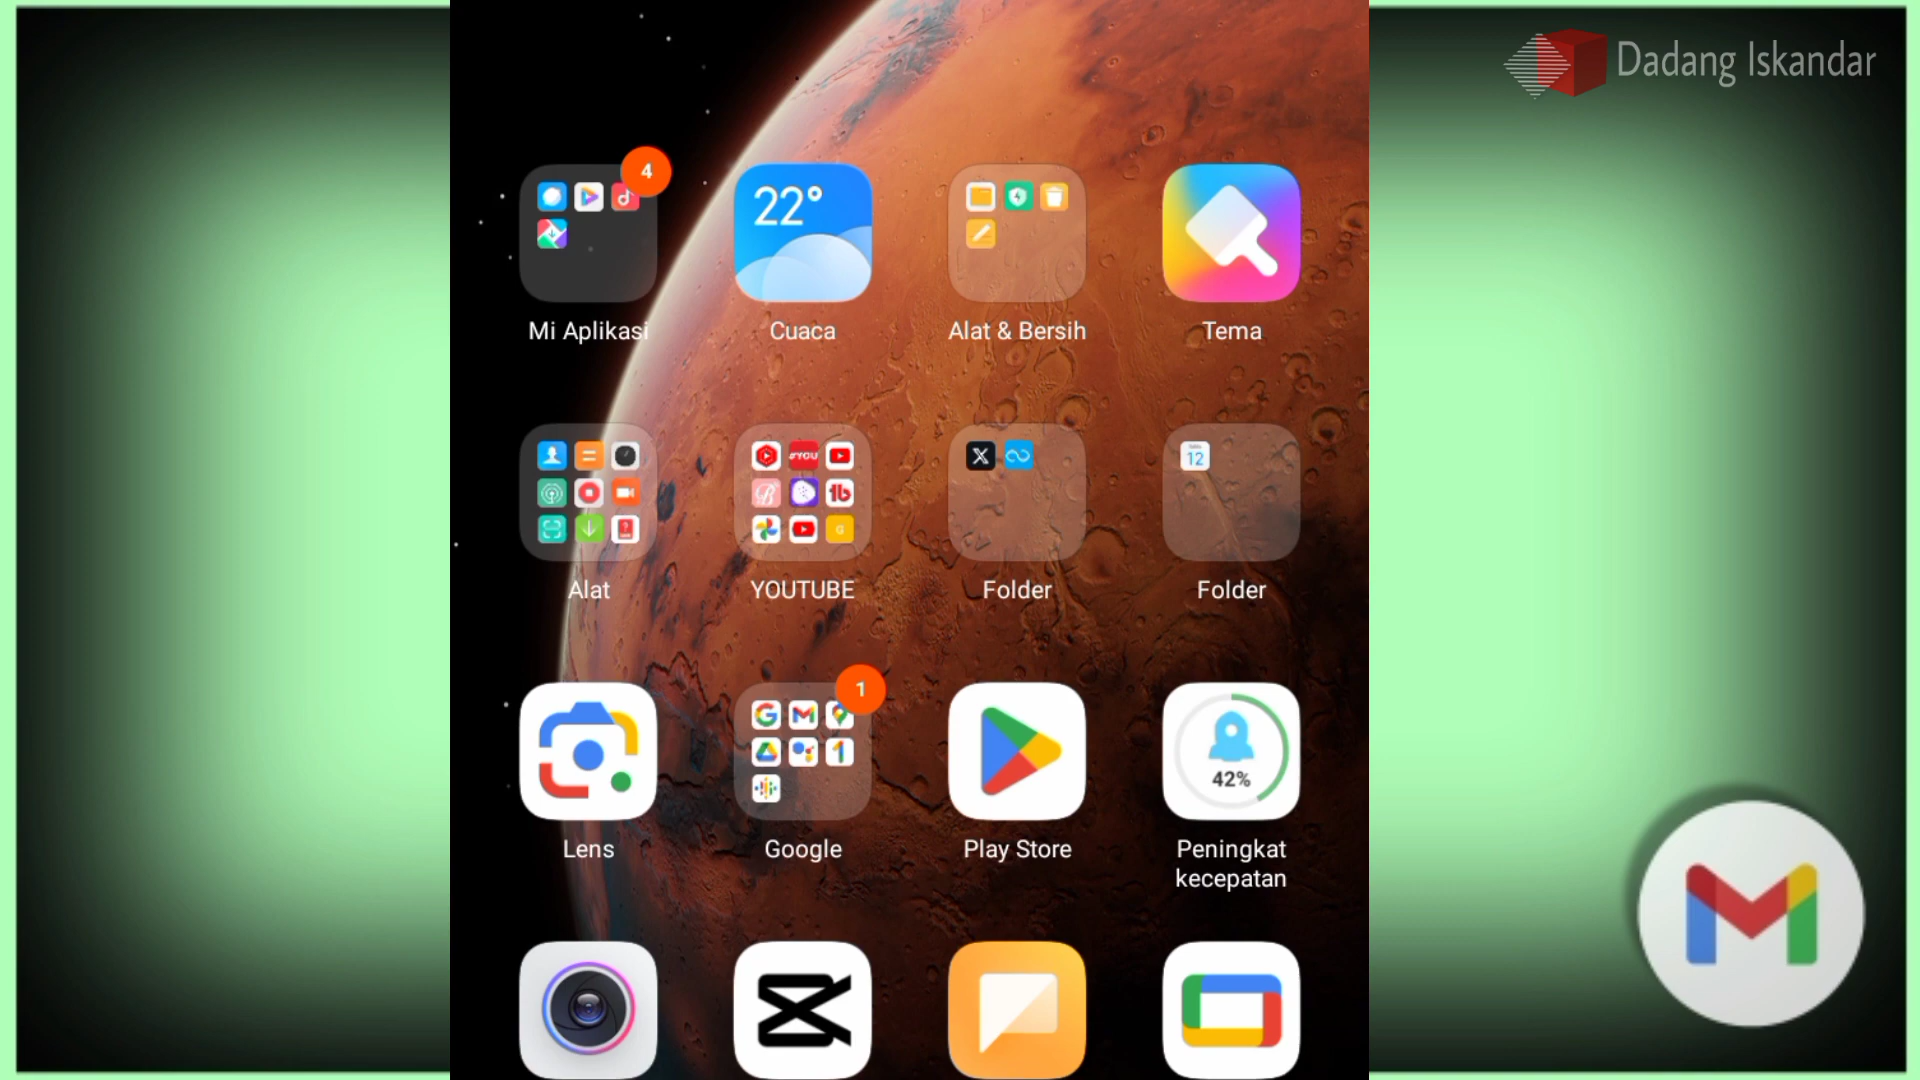 Dadang Iskandar
4
22°
Mi Aplikasi
Cuaca
Alat & Bersih
Tema
12
Alat
YOUTUBE
Folder
Folder
1
42%
Lens
Google
Play Store
Peningkat
kecepatan